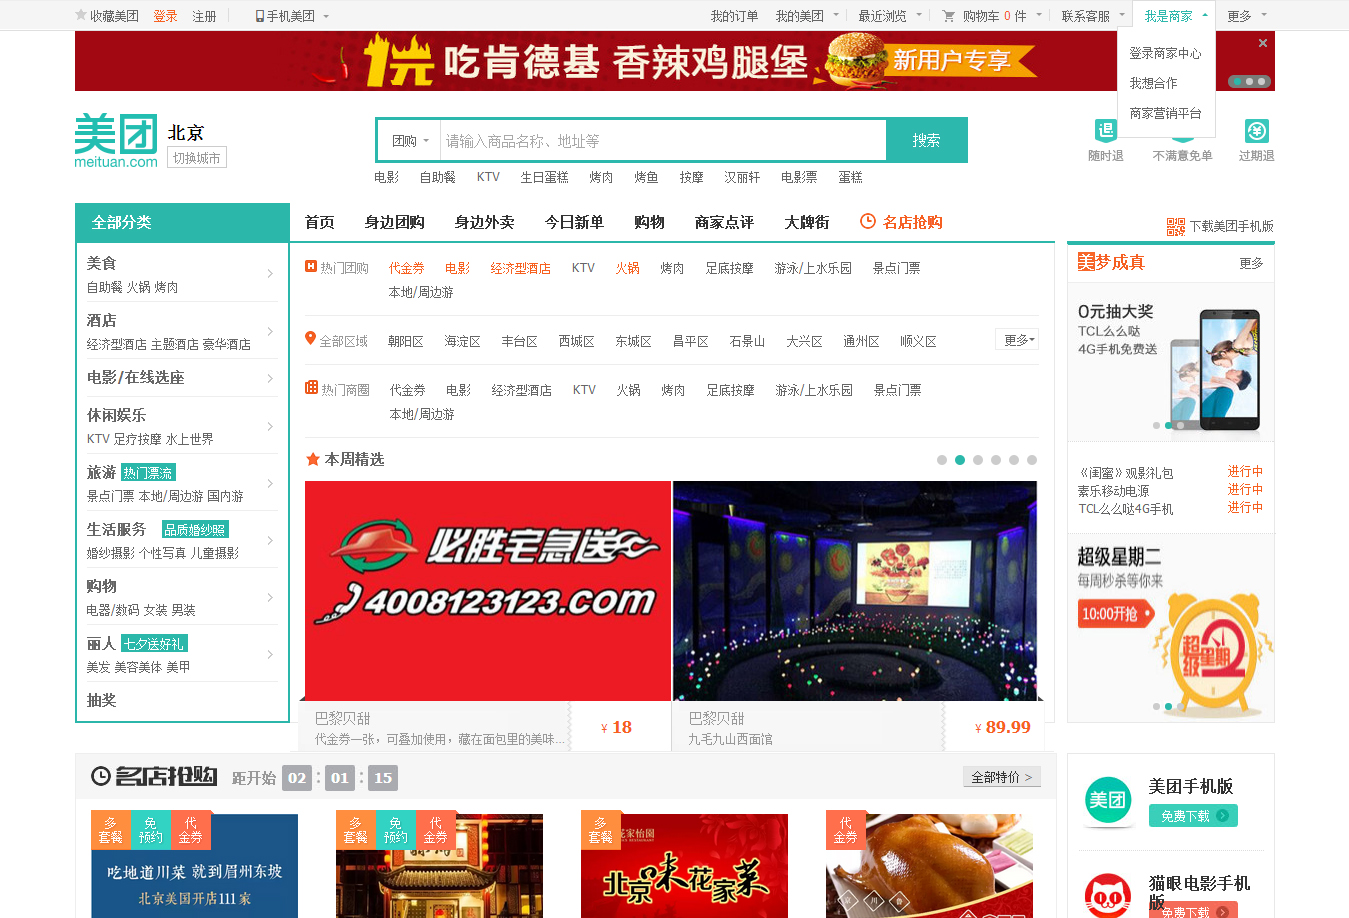 收藏美团 登录 注册 手机美团 我的订单 我的美团 最近浏览 购物车 0 件 联系客服 我是商家 更多
1元 吃肯德基 香辣鸡腿堡 新用户专享
登录商家中心
我想合作
商家营销平台
美团 北京
meituan.com 切换城市
团购 请输入商品名称、地址等 搜索
退
随时退 不满意免单 过期退
电影 自助餐 KTV 生日蛋糕 烤肉 烤鱼 按摩 汉丽轩 电影票 蛋糕
全部分类 首页 身边团购 身边外卖 今日新单 购物 商家点评 大牌街 名店抢购 下载美团手机版
美食
自助餐 火锅 烤肉
酒店
经济型酒店 主题酒店 豪华酒店
电影/在线选座
休闲娱乐
KTV 足疗按摩 水上世界
旅游 热门漂流
景点门票 本地/周边游 国内游
生活服务 品质婚纱照
婚纱摄影 个性写真 儿童摄影
购物
电器/数码 女装 男装
丽人 七夕送好礼
美发 美容美体 美甲
抽奖
热门团购 代金券 电影 经济型酒店 KTV 火锅 烤肉 足底按摩 游泳/上水乐园 景点门票
本地/周边游
全部区域 朝阳区 海淀区 丰台区 西城区 东城区 昌平区 石景山 大兴区 通州区 顺义区 更多
热门商圈 代金券 电影 经济型酒店 KTV 火锅 烤肉 足底按摩 游泳/上水乐园 景点门票
本地/周边游
本周精选
必胜宅急送
4008123123.com
巴黎贝甜
代金券一张，可叠加使用，藏在面包里的美味...
¥ 18
巴黎贝甜
九毛九山西面馆
¥ 89.99
美梦成真 更多
0元抽大奖
TCL么么哒
4G手机免费送
《闺蜜》观影礼包 进行中
素乐移动电源 进行中
TCL么么哒4G手机 进行中
超级星期二
每周秒杀等你来
10:00开抢
超级星期2
名店抢购 距开始 02 : 01 : 15 全部特价 >
多套餐 免预约 代金券
吃地道川菜 就到眉州东坡
北京美国开店111家
多套餐 免预约 代金券
多套餐
花家怡園
北京味花家菜
代金券
京 川 鲁
美团 美团手机版
免费下载
猫眼电影手机版
免费下载